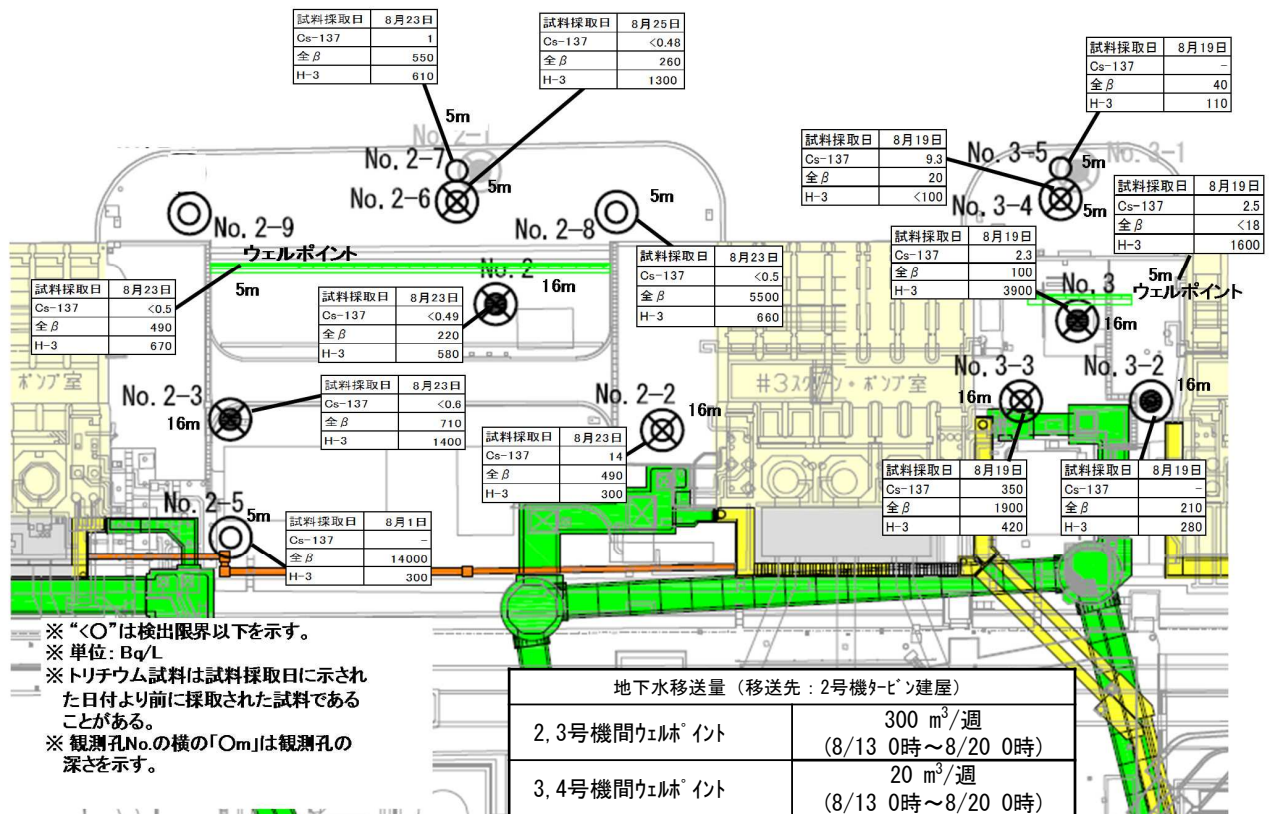 試料採取日 8月23日
Cs-137 1
全β 550
H-3 610
試料採取日 8月25日
Cs-137 <0.48
全β 260
H-3 1300
試料採取日 8月19日
Cs-137 -
全β 40
H-3 110
5m
No. 2-1
No. 2-7
No. 2-6
5m
試料採取日 8月19日
Cs-137 9.3
全β 20
H-3 <100
No. 3-5
5m
No. 3-1
No. 3-4
5m
試料採取日 8月19日
Cs-137 2.5
全β <18
H-3 1600
No. 2-9
No. 2-8
5m
ウェルポイント
5m
試料採取日 8月23日
Cs-137 <0.5
全β 490
H-3 670
No. 2
16m
試料採取日 8月23日
Cs-137 <0.49
全β 220
H-3 580
試料採取日 8月23日
Cs-137 <0.5
全β 5500
H-3 660
試料採取日 8月19日
Cs-137 2.3
全β 100
H-3 3900
5m
ウェルポイント
No. 3
16m
ポンプ室
No. 2-3
16m
試料採取日 8月23日
Cs-137 <0.6
全β 710
H-3 1400
No. 2-2
16m
試料採取日 8月23日
Cs-137 14
全β 490
H-3 300
#3スクリーン・ポンプ室
No. 3-3
16m
No. 3-2
16m
試料採取日 8月19日
Cs-137 350
全β 1900
H-3 420
試料採取日 8月19日
Cs-137 -
全β 210
H-3 280
No. 2-5
5m
試料採取日 8月1日
Cs-137 -
全β 14000
H-3 300
※ “<○”は検出限界以下を示す。
※ 単位: Bq/L
※ トリチウム試料は試料採取日に示され
た日付より前に採取された試料である
ことがある。
※ 観測孔No.の横の「○m」は観測孔の
深さを示す。
地下水移送量(移送先:2号機タービン建屋)
2,3号機間ウェルポイント 300 m³/週
(8/13 0時~8/20 0時)
3,4号機間ウェルポイント 20 m³/週
(8/13 0時~8/20 0時)